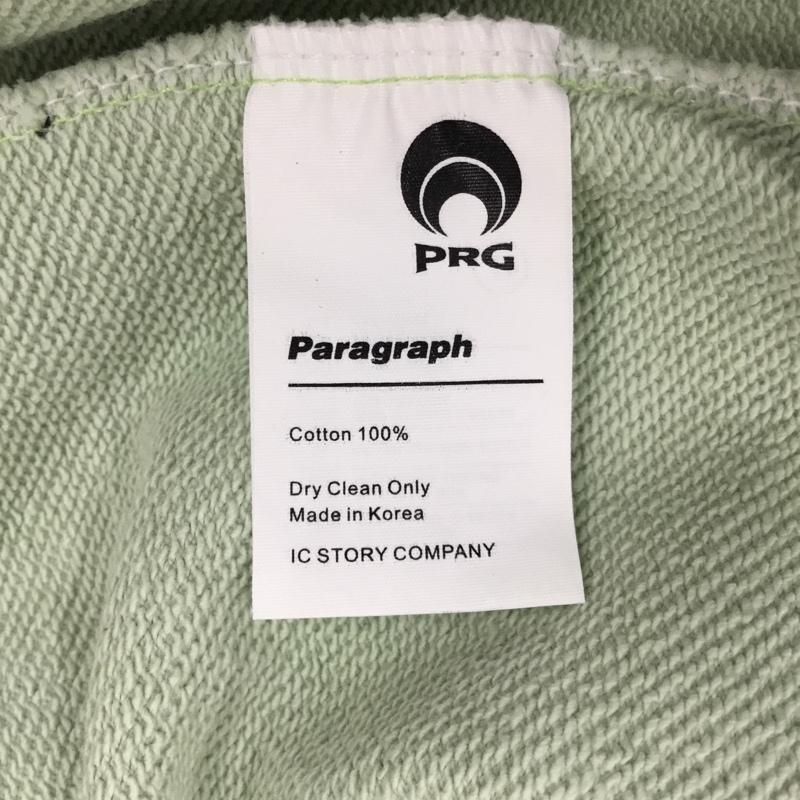 PRG
Paragraph
Cotton 100%
Dry Clean Only
Made in Korea
IC STORY COMPANY